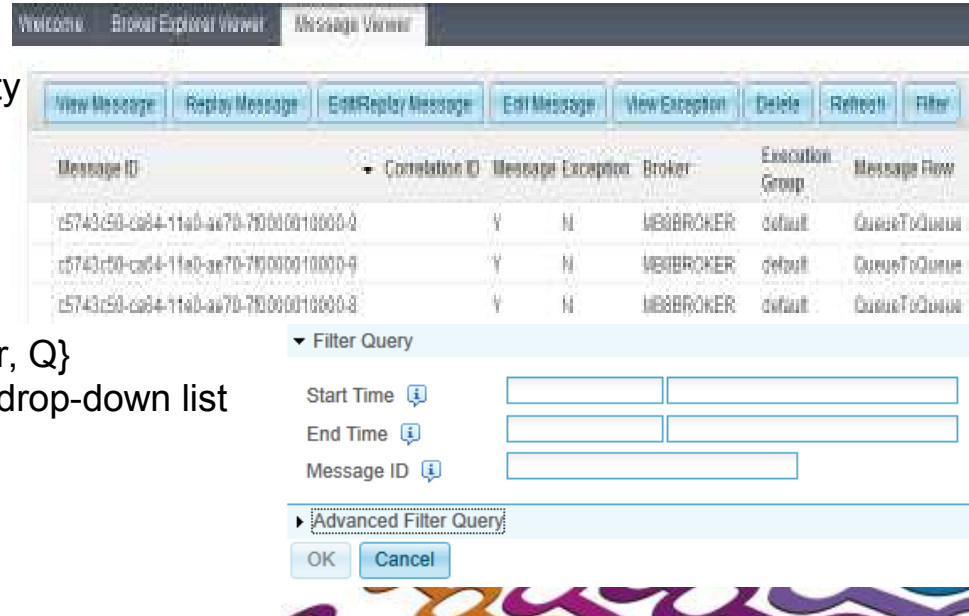 Welcome Broker Explorer Viewer Message Viewer
ty
View Message Replay Message Edit/Replay Message Edit Message View Exception Delete Refresh Filter
Message ID Correlation ID Message Exception Broker Execution Group Message Flow
Y N MB8BROKER default QueueToQueue
Y N MB8BROKER default QueueToQueue
Y N MB8BROKER default QueueToQueue
r, Q}
drop-down list
Filter Query
Start Time
End Time
Message ID
Advanced Filter Query
OK Cancel